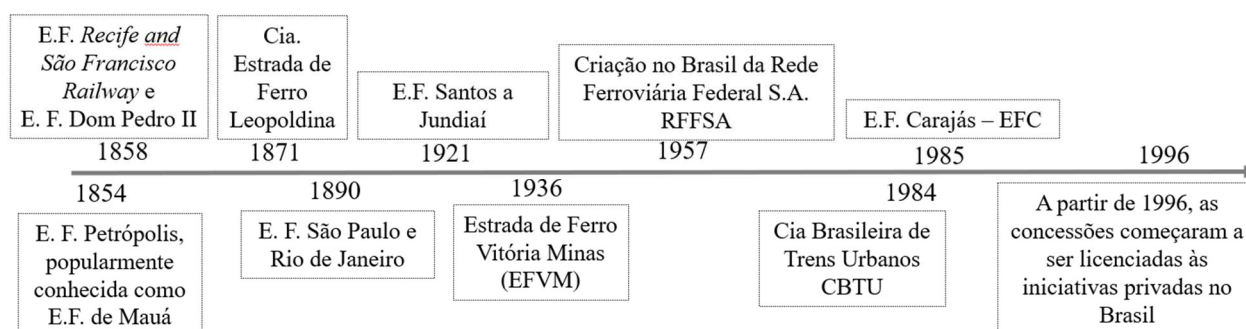 E.F. Recife and
São Francisco
Railway e
E. F. Dom Pedro II
1858
Cia.
Estrada de
Ferro
Leopoldina
1871
E.F. Santos a
Jundiaí
1921
Criação no Brasil da Rede
Ferroviária Federal S.A.
RFFSA
1957
E.F. Carajás – EFC
1985
1996
1854
E. F. Petrópolis,
popularmente
conhecida como
E.F. de Mauá
1890
E. F. São Paulo e
Rio de Janeiro
1936
Estrada de Ferro
Vitória Minas
(EFVM)
1984
Cia Brasileira de
Trens Urbanos
CBTU
A partir de 1996, as
concessões começaram a
ser licenciadas às
iniciativas privadas no
Brasil